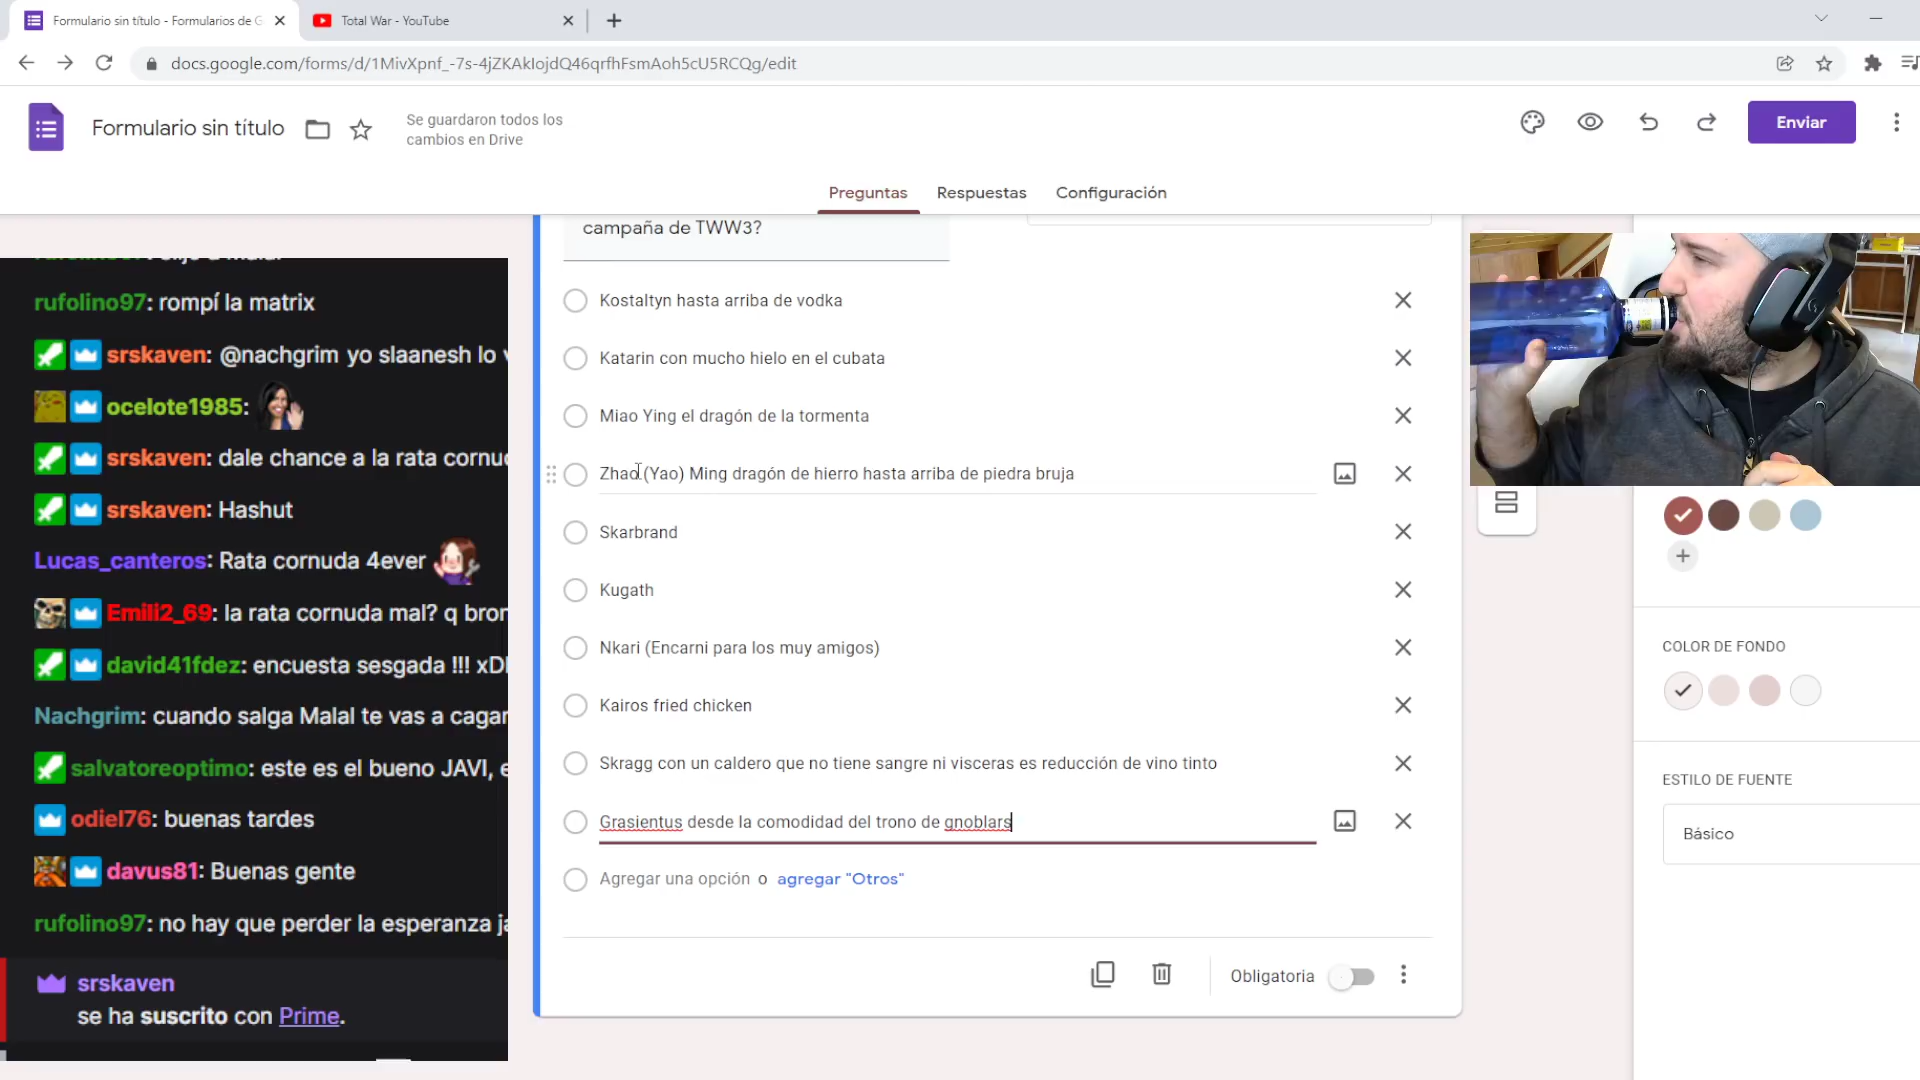 Formulario sin título - Formularios de G
Total War - YouTube
docs.google.com/forms/d/1MivXpnf_-7s-4jZKAkIojdQ46qrfhFsmAoh5cU5RCQg/edit
Formulario sin título
Se guardaron todos los
cambios en Drive
Enviar
Preguntas
Respuestas
Configuración
campaña de TWW3?
Kostaltyn hasta arriba de vodka
Katarin con mucho hielo en el cubata
Miao Ying el dragón de la tormenta
Zhao (Yao) Ming dragón de hierro hasta arriba de piedra bruja
Skarbrand
Kugath
Nkari (Encarni para los muy amigos)
Kairos fried chicken
Skragg con un caldero que no tiene sangre ni visceras es reducción de vino tinto
Grasientus desde la comodidad del trono de gnoblars
Agregar una opción o agregar "Otros"
Obligatoria
rufolino97: rompí la matrix
srskaven: @nachgrim yo slaanesh lo v
ocelote1985:
srskaven: dale chance a la rata cornu
srskaven: Hashut
Lucas_canteros: Rata cornuda 4ever
Emili2_69: la rata cornuda mal? q bron
david41fdez: encuesta sesgada !!! xD
Nachgrim: cuando salga Malal te vas a cagar
salvatoreoptimo: este es el bueno JAVI, e
odiel76: buenas tardes
davus81: Buenas gente
rufolino97: no hay que perder la esperanza ja
srskaven
se ha suscrito con Prime.
COLOR DE FONDO
ESTILO DE FUENTE
Básico